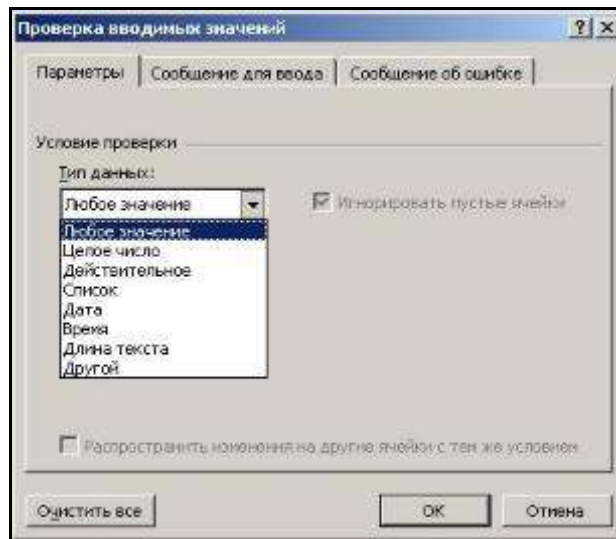 Проверка вводимых значений
Параметры Сообщение для ввода Сообщение об ошибке
Условие проверки
Тип данных:
Любое значение Игнорировать пустые ячейки
Любое значение
Целое число
Действительное
Список
Дата
Время
Длина текста
Другой
Распространить изменения на другие ячейки с тем же условием
Очистить все ОК Отмена